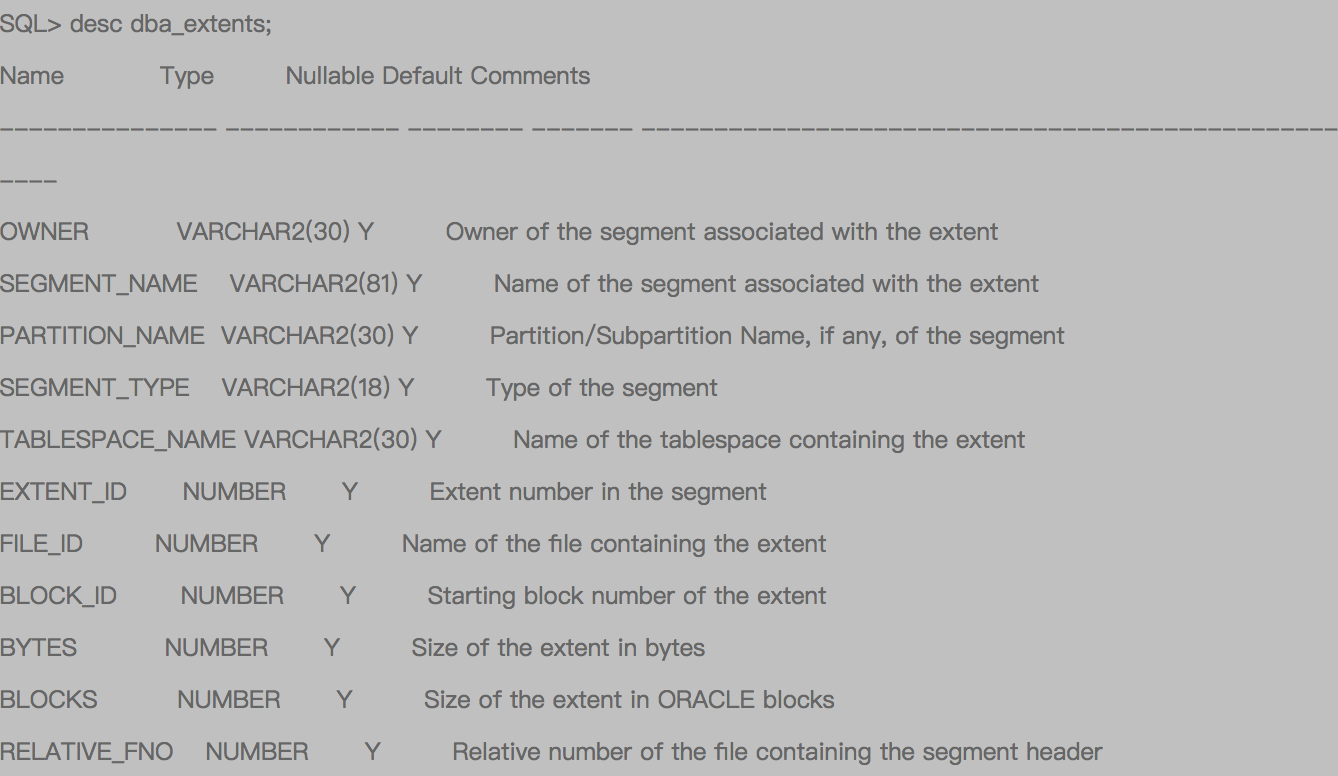 SQL> desc dba_extents;
Name Type Nullable Default Comments
--------------- ------------ -------- ------- ------------------------------------------------
----
OWNER VARCHAR2(30) Y Owner of the segment associated with the extent
SEGMENT_NAME VARCHAR2(81) Y Name of the segment associated with the extent
PARTITION_NAME VARCHAR2(30) Y Partition/Subpartition Name, if any, of the segment
SEGMENT_TYPE VARCHAR2(18) Y Type of the segment
TABLESPACE_NAME VARCHAR2(30) Y Name of the tablespace containing the extent
EXTENT_ID NUMBER Y Extent number in the segment
FILE_ID NUMBER Y Name of the file containing the extent
BLOCK_ID NUMBER Y Starting block number of the extent
BYTES NUMBER Y Size of the extent in bytes
BLOCKS NUMBER Y Size of the extent in ORACLE blocks
RELATIVE_FNO NUMBER Y Relative number of the file containing the segment header